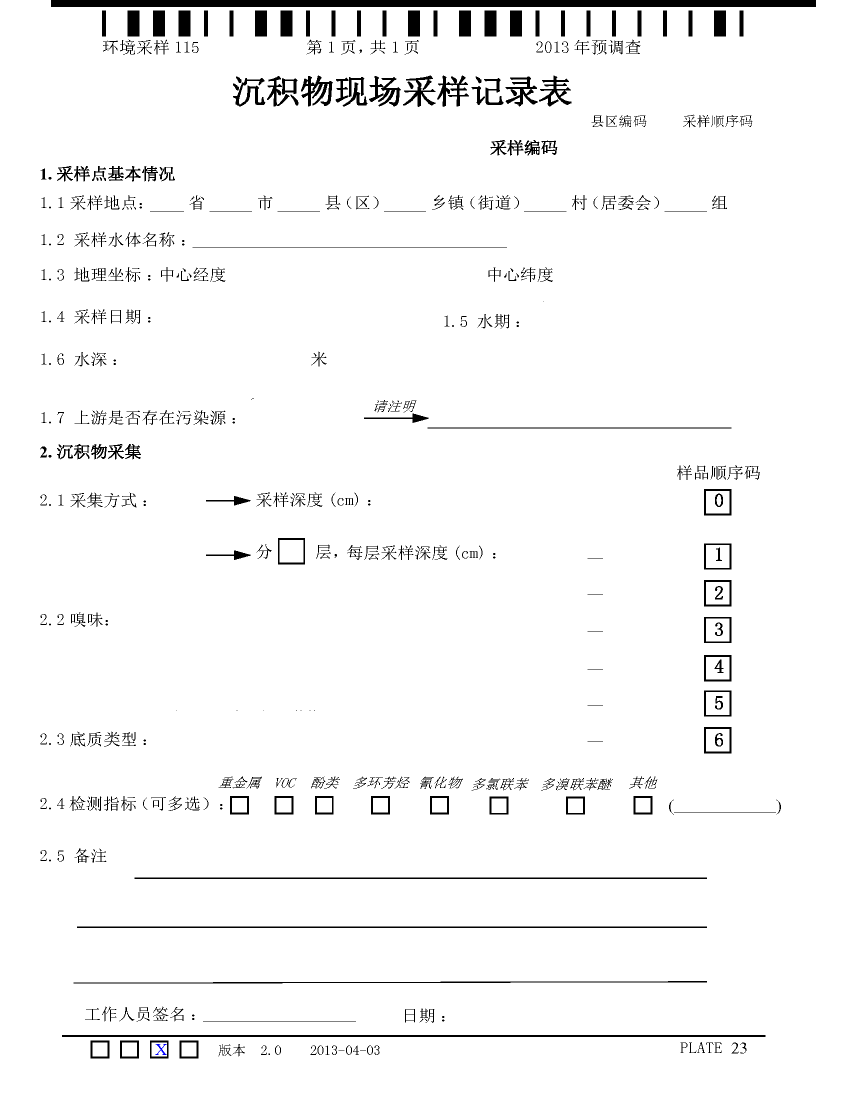 环境采样 115 第 1 页, 共 1 页 2013 年预调查
沉积物现场采样记录表
县区编码 采样顺序码
采样编码
1. 采样点基本情况
1.1 采样地点:____ 省 _____ 市 _____ 县(区)_____ 乡镇(街道)_____ 村(居委会)_____ 组
1.2 采样水体名称:_____________________________________
1.3 地理坐标:中心经度 中心纬度
1.4 采样日期: 1.5 水期:
1.6 水深: 米
1.7 上游是否存在污染源: 请注明
2. 沉积物采集
样品顺序码
2.1 采集方式: 采样深度(cm): 0
分 层, 每层采样深度(cm): — 1
— 2
2.2 嗅味:
— 3
— 4
— 5
2.3 底质类型: — 6
重金属 VOC 酚类 多环芳烃 氰化物 多氯联苯 多溴联苯醚 其他
2.4 检测指标(可多选): (____________)
2.5 备注
工作人员签名:__________________ 日期:
X 版本 2.0 2013-04-03 PLATE 23